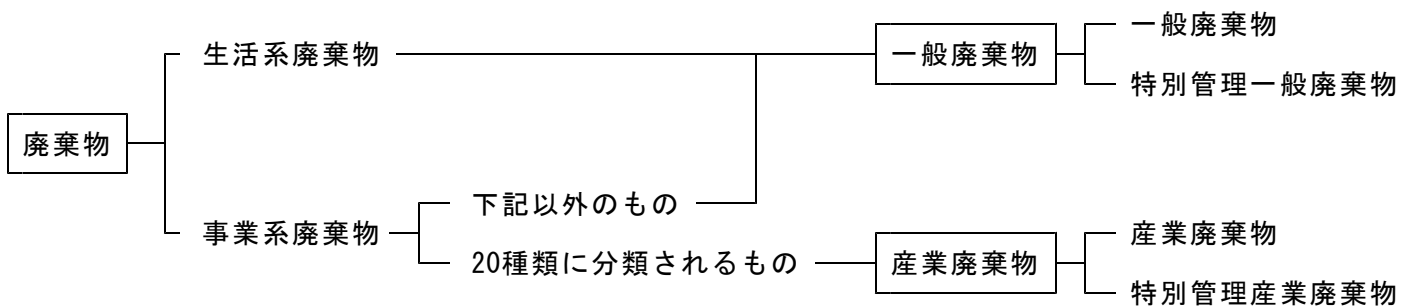 廃棄物
生活系廃棄物
事業系廃棄物
下記以外のもの
20種類に分類されるもの
一般廃棄物
一般廃棄物
特別管理一般廃棄物
産業廃棄物
産業廃棄物
特別管理産業廃棄物